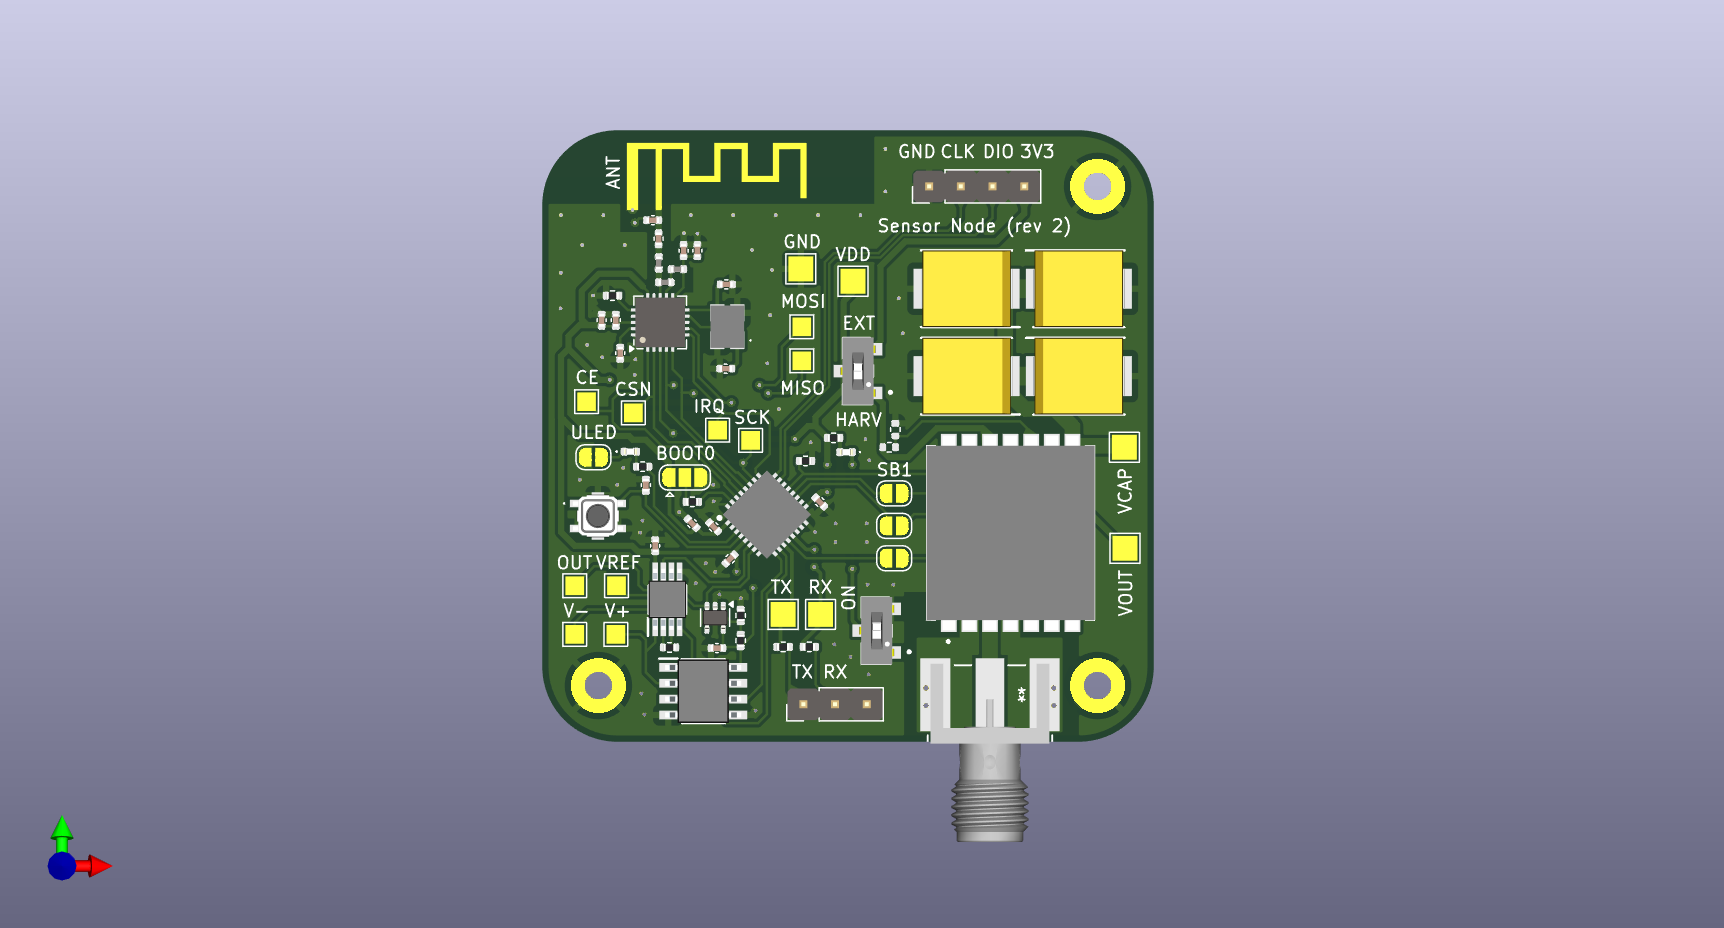 ANT
GND CLK DIO 3V3
Sensor Node (rev 2)
GND
VDD
MOSI
EXT
MISO
CE
CSN
IRQ
SCK
HARV
ULED
BOOT0
SB1
VCAP
OUT VREF
V- V+
TX RX
ON
VOUT
TX RX
**